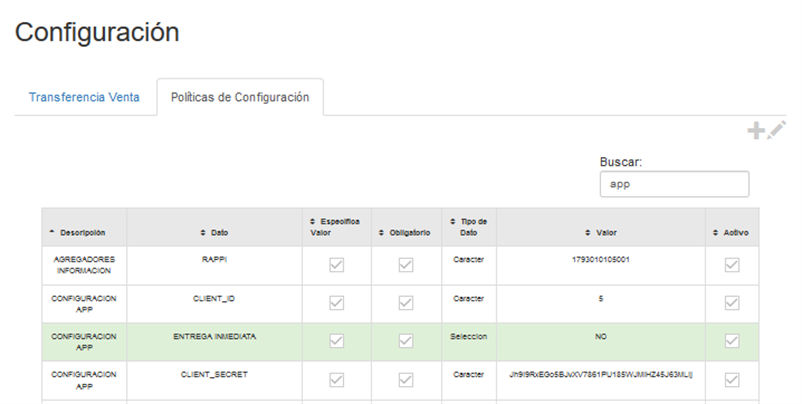 Configuración
Transferencia Venta
Políticas de Configuración
Buscar:
app
Descripción
Dato
Especifica
Valor
Obligatorio
Tipo de
Dato
Valor
Activo
AGREGADORES
INFORMACION
RAPPI
Caracter
1793010105001
CONFIGURACION
APP
CLIENT_ID
Caracter
5
CONFIGURACION
APP
ENTREGA INMEDIATA
Seleccion
NO
CONFIGURACION
APP
CLIENT_SECRET
Caracter